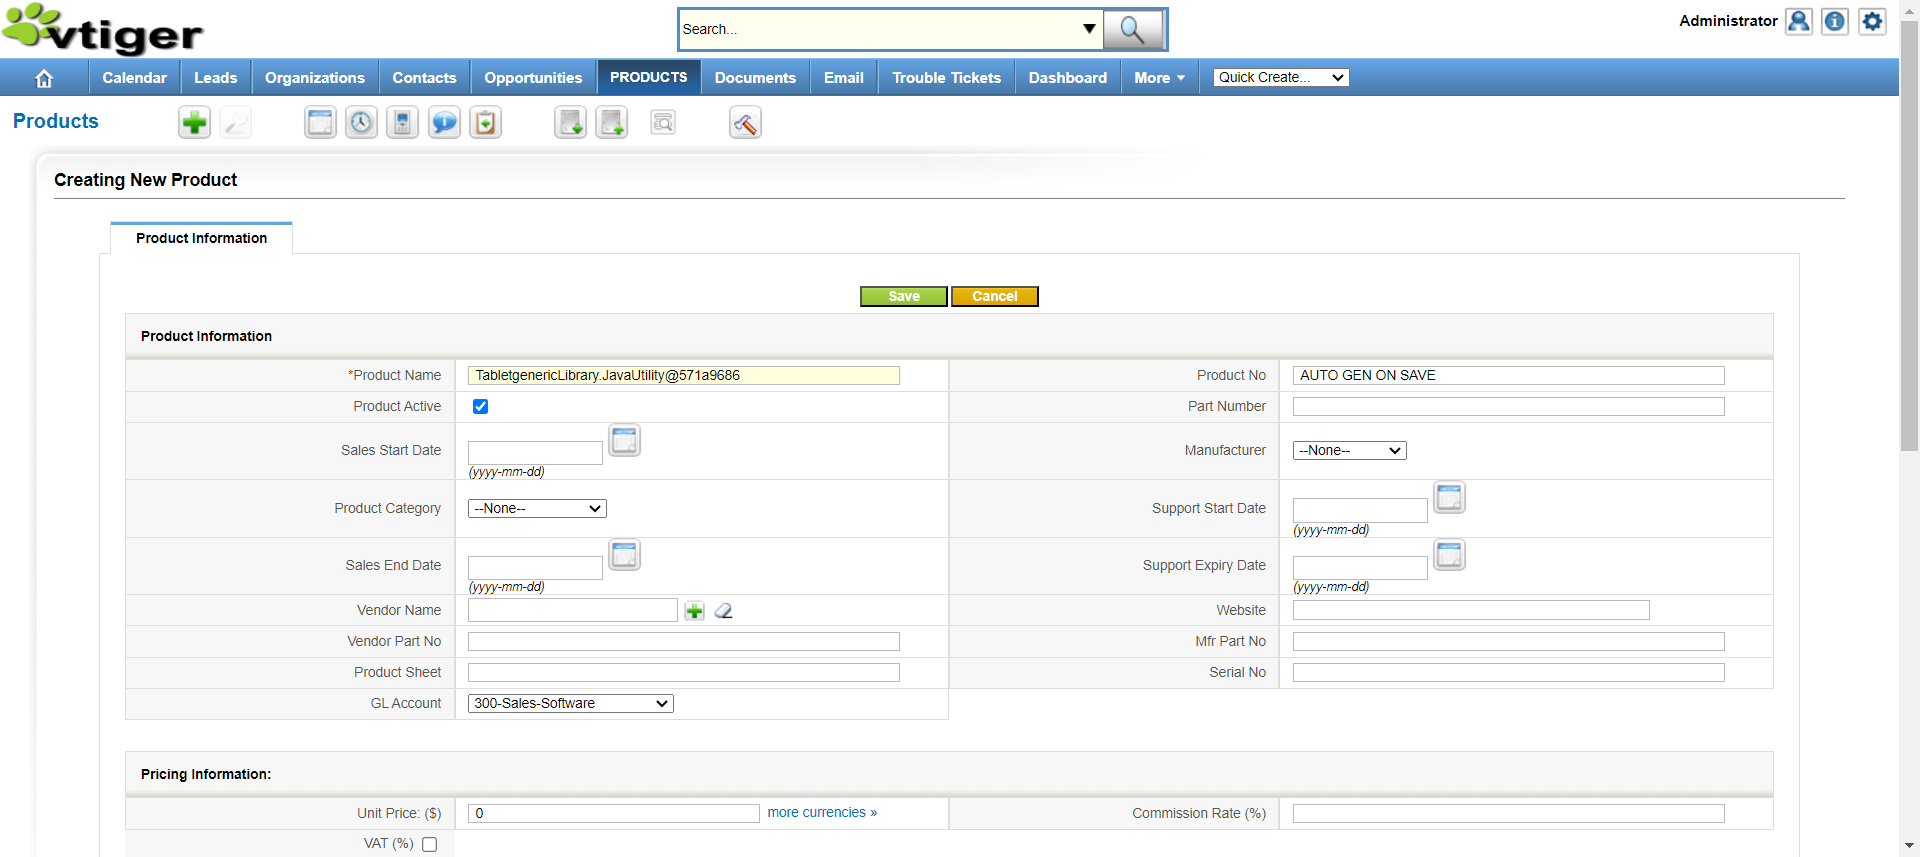 vtiger
Search...
Administrator
Calendar Leads Organizations Contacts Opportunities PRODUCTS Documents Email Trouble Tickets Dashboard More Quick Create...
Products
Creating New Product
Product Information
Save Cancel
Product Information
*Product Name TabletgenericLibrary.JavaUtility@571a9686 Product No AUTO GEN ON SAVE
Product Active Part Number
Sales Start Date (yyyy-mm-dd) Manufacturer --None--
Product Category --None-- Support Start Date (yyyy-mm-dd)
Sales End Date (yyyy-mm-dd) Support Expiry Date (yyyy-mm-dd)
Vendor Name Website
Vendor Part No Mfr Part No
Product Sheet Serial No
GL Account 300-Sales-Software
Pricing Information:
Unit Price: ($) 0 more currencies » Commission Rate (%)
VAT (%)